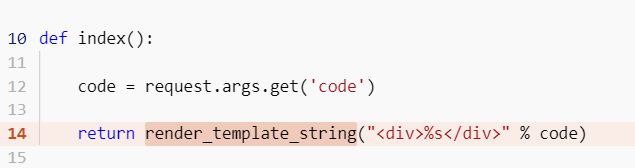 10 def index():
11
12     code = request.args.get('code')
13
14     return render_template_string("<div>%s</div>" % code)
15